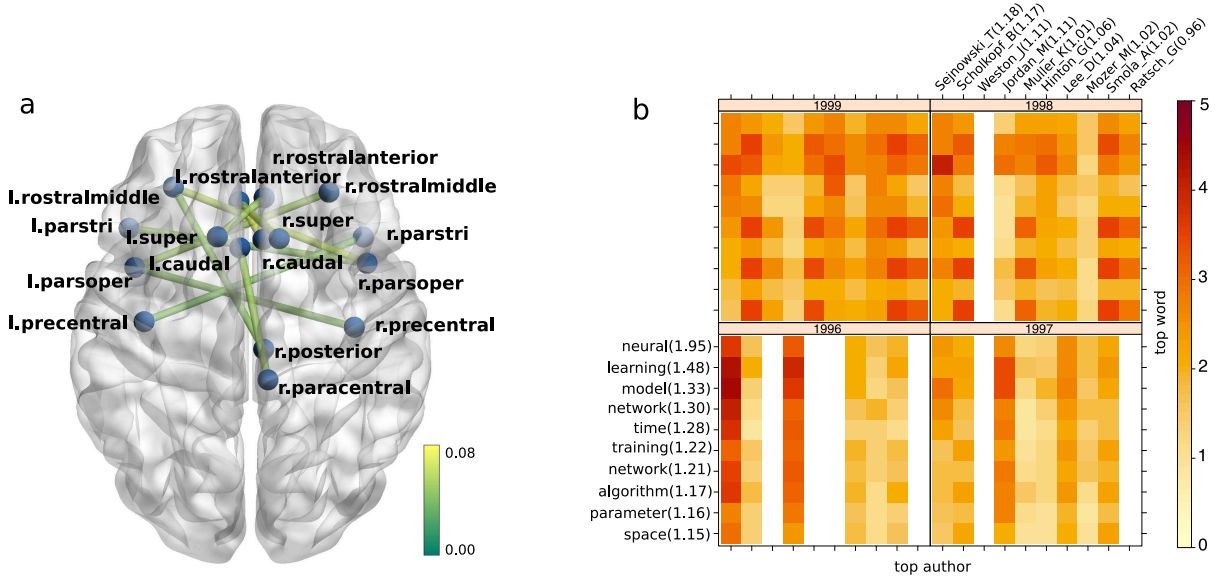 a
r.rostralanterior
l.rostralanterior
l.rostralmiddle
r.rostralmiddle
l.parstri
r.super
l.super
r.parstri
l.caudal
r.caudal
l.parsoper
r.parsoper
l.precentral
r.precentral
r.posterior
r.paracentral
0.08
0.00
b
Sejnowski_T(1.18)
Scholkopf_B(1.17)
Weston_J(1.11)
Jordan_M(1.11)
Muller_K(1.01)
Hinton_G(1.06)
Lee_D(1.04)
Mozer_M(1.02)
Smola_A(1.02)
Ratsch_G(0.96)
1999
1998
1996
1997
neural(1.95)
learning(1.48)
model(1.33)
network(1.30)
time(1.28)
training(1.22)
network(1.21)
algorithm(1.17)
parameter(1.16)
space(1.15)
top author
top word
5
4
3
2
1
0